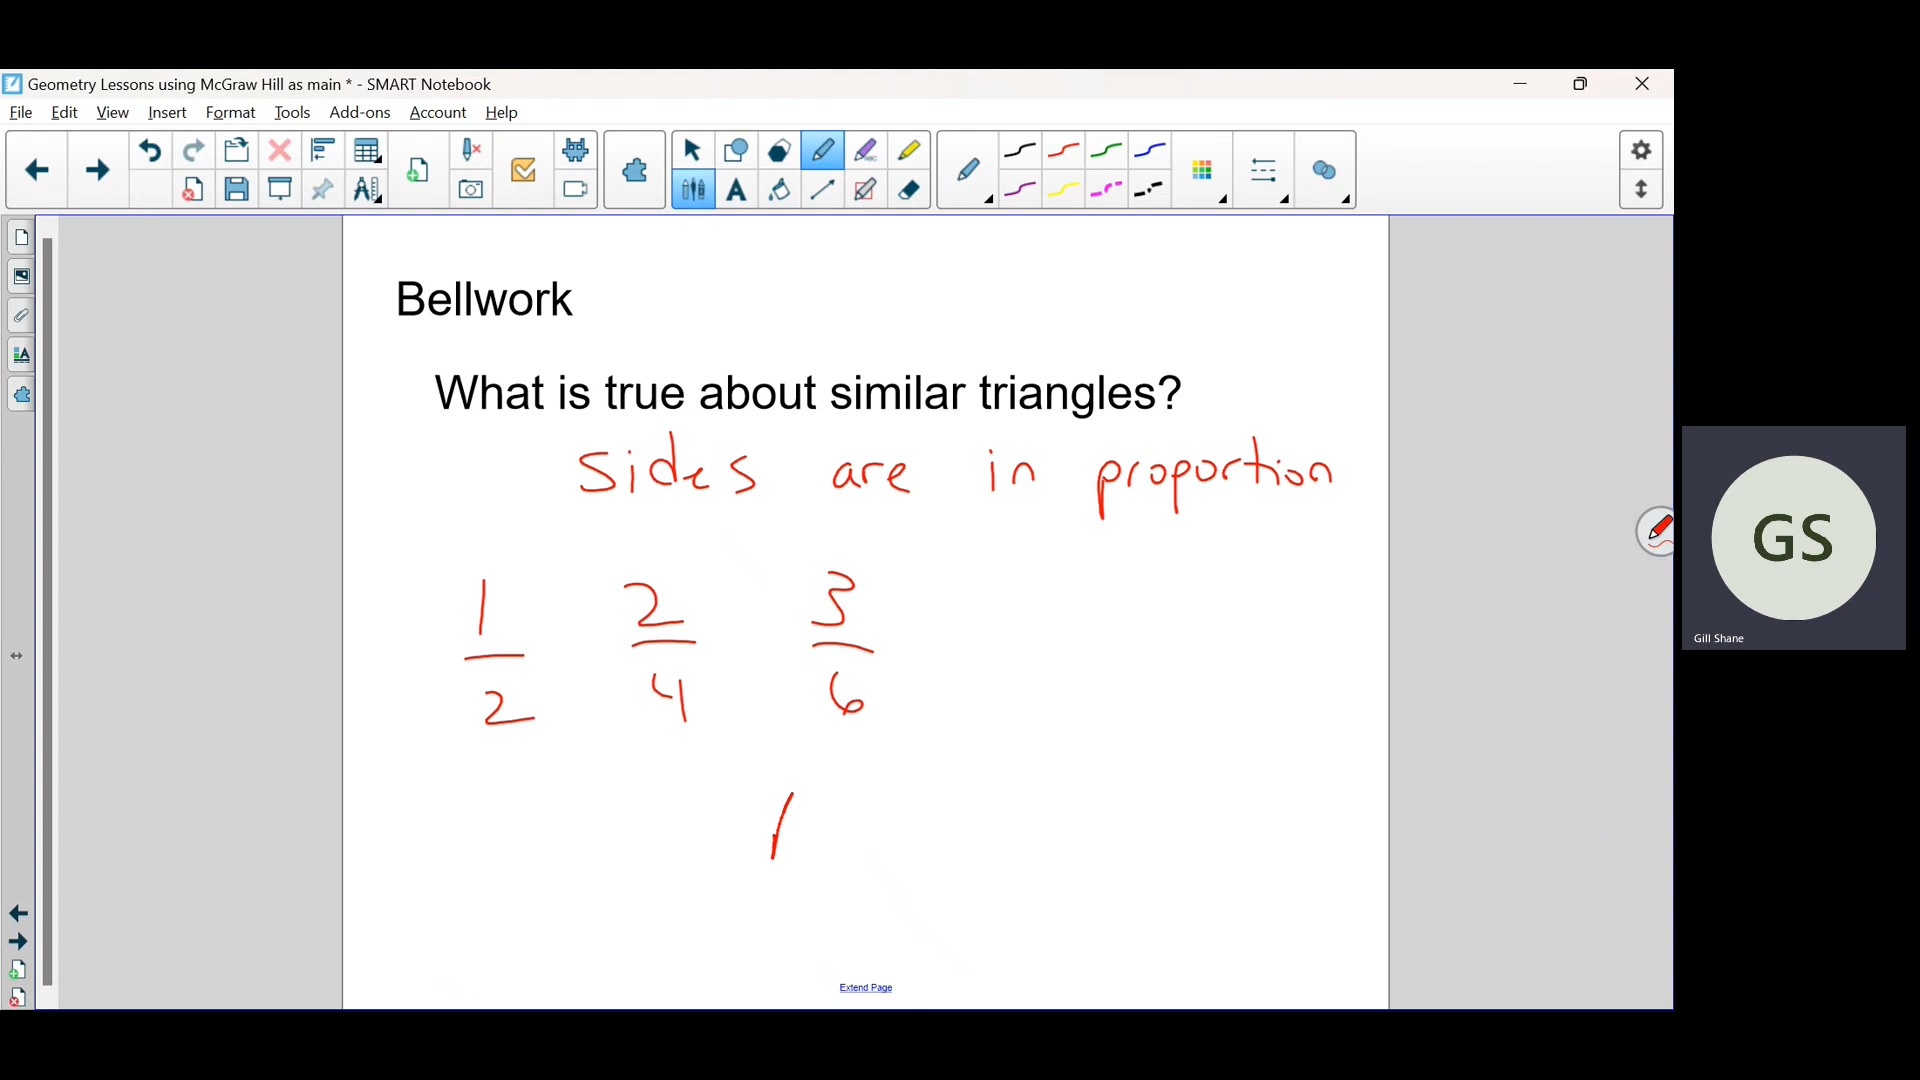 Geometry Lessons using McGraw Hill as main * - SMART Notebook
File Edit View Insert Format Tools Add-ons Account Help
Bellwork
What is true about similar triangles?
sides are in proportion
1 2 3
2 4 6
GS
Gill Shane
Extend Page